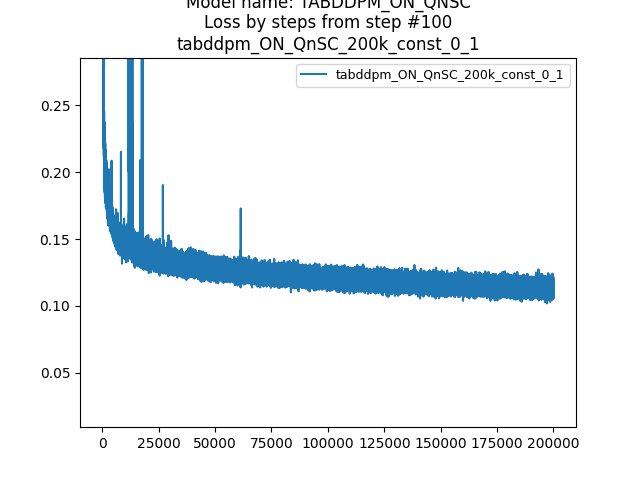 Model name: TABDDPM_ON_QNSC
Loss by steps from step #100
tabddpm_ON_QnSC_200k_const_0_1
tabddpm_ON_QnSC_200k_const_0_1
0.25
0.20
0.15
0.10
0.05
0 25000 50000 75000 100000 125000 150000 175000 200000